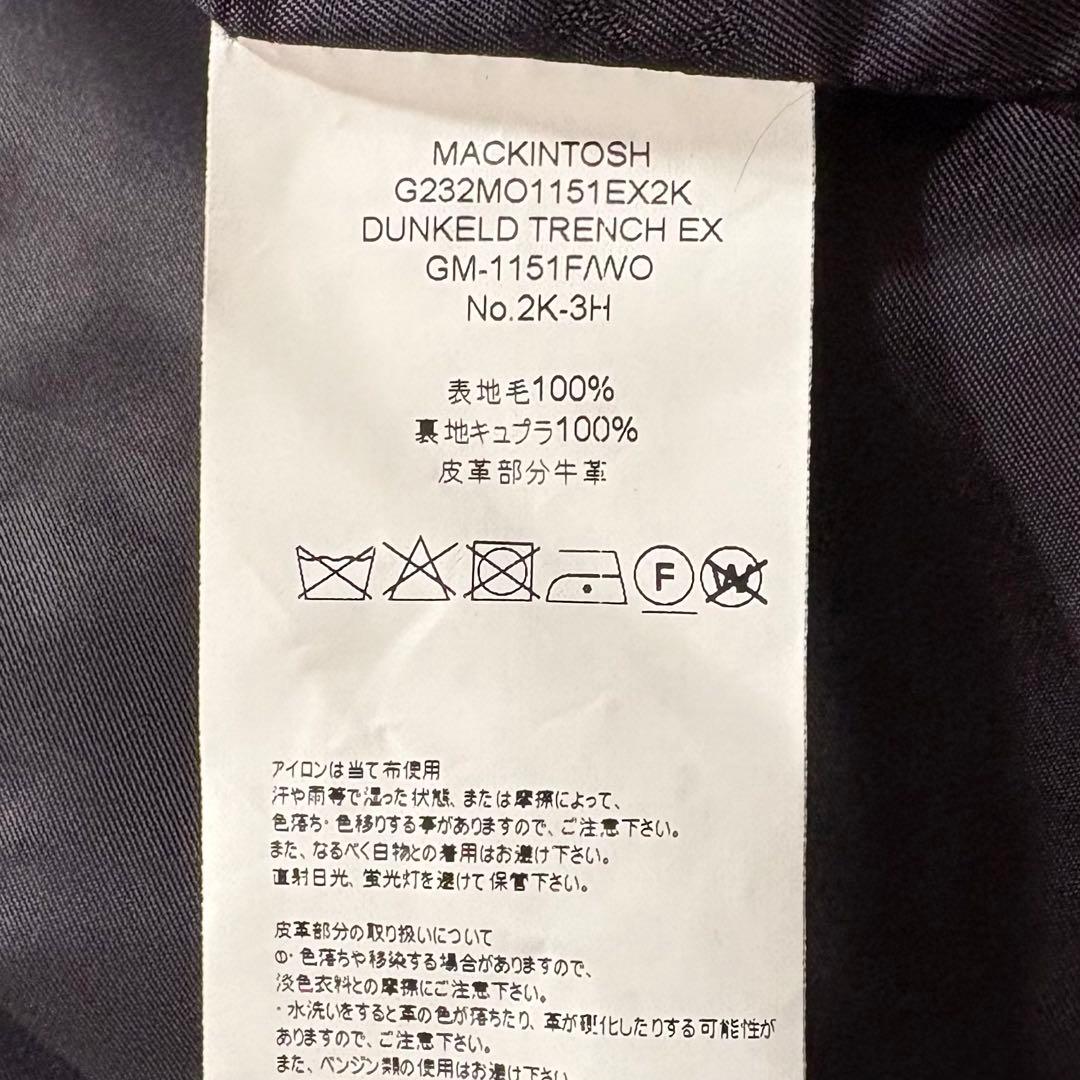 MACKINTOSH
G232MO1151EX2K
DUNKELD TRENCH EX
GM-1151F/WO
No.2K-3H
表地毛100%
裏地キュプラ100%
皮革部分牛革
F W
アイロンは当て布使用
汗や雨等で湿った状態、または摩擦によって、
色落ち・色移りする事がありますので、ご注意下さい。
また、なるべく白物との着用はお避け下さい。
直射日光、蛍光灯を避けて保管下さい。
皮革部分の取り扱いについて
①・色落ちや移染する場合がありますので、
淡色衣料との摩擦にご注意下さい。
・水洗いをすると革の色が落ちたり、革が硬化したりする可能性が
ありますので、ご注意下さい。
また、ベンジン類の使用はお避け下さい